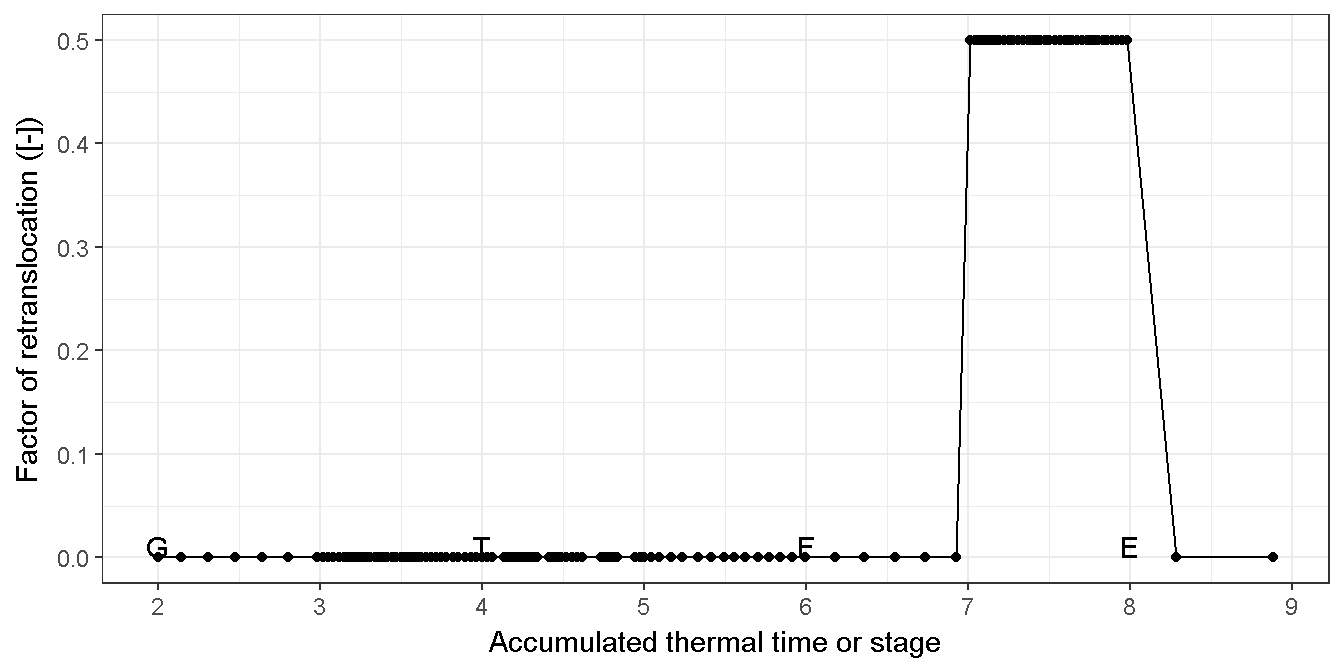 Factor of retranslocation ([-])
0.5
0.4
0.3
0.2
0.1
0.0
G T F E
2 3 4 5 6 7 8 9
Accumulated thermal time or stage